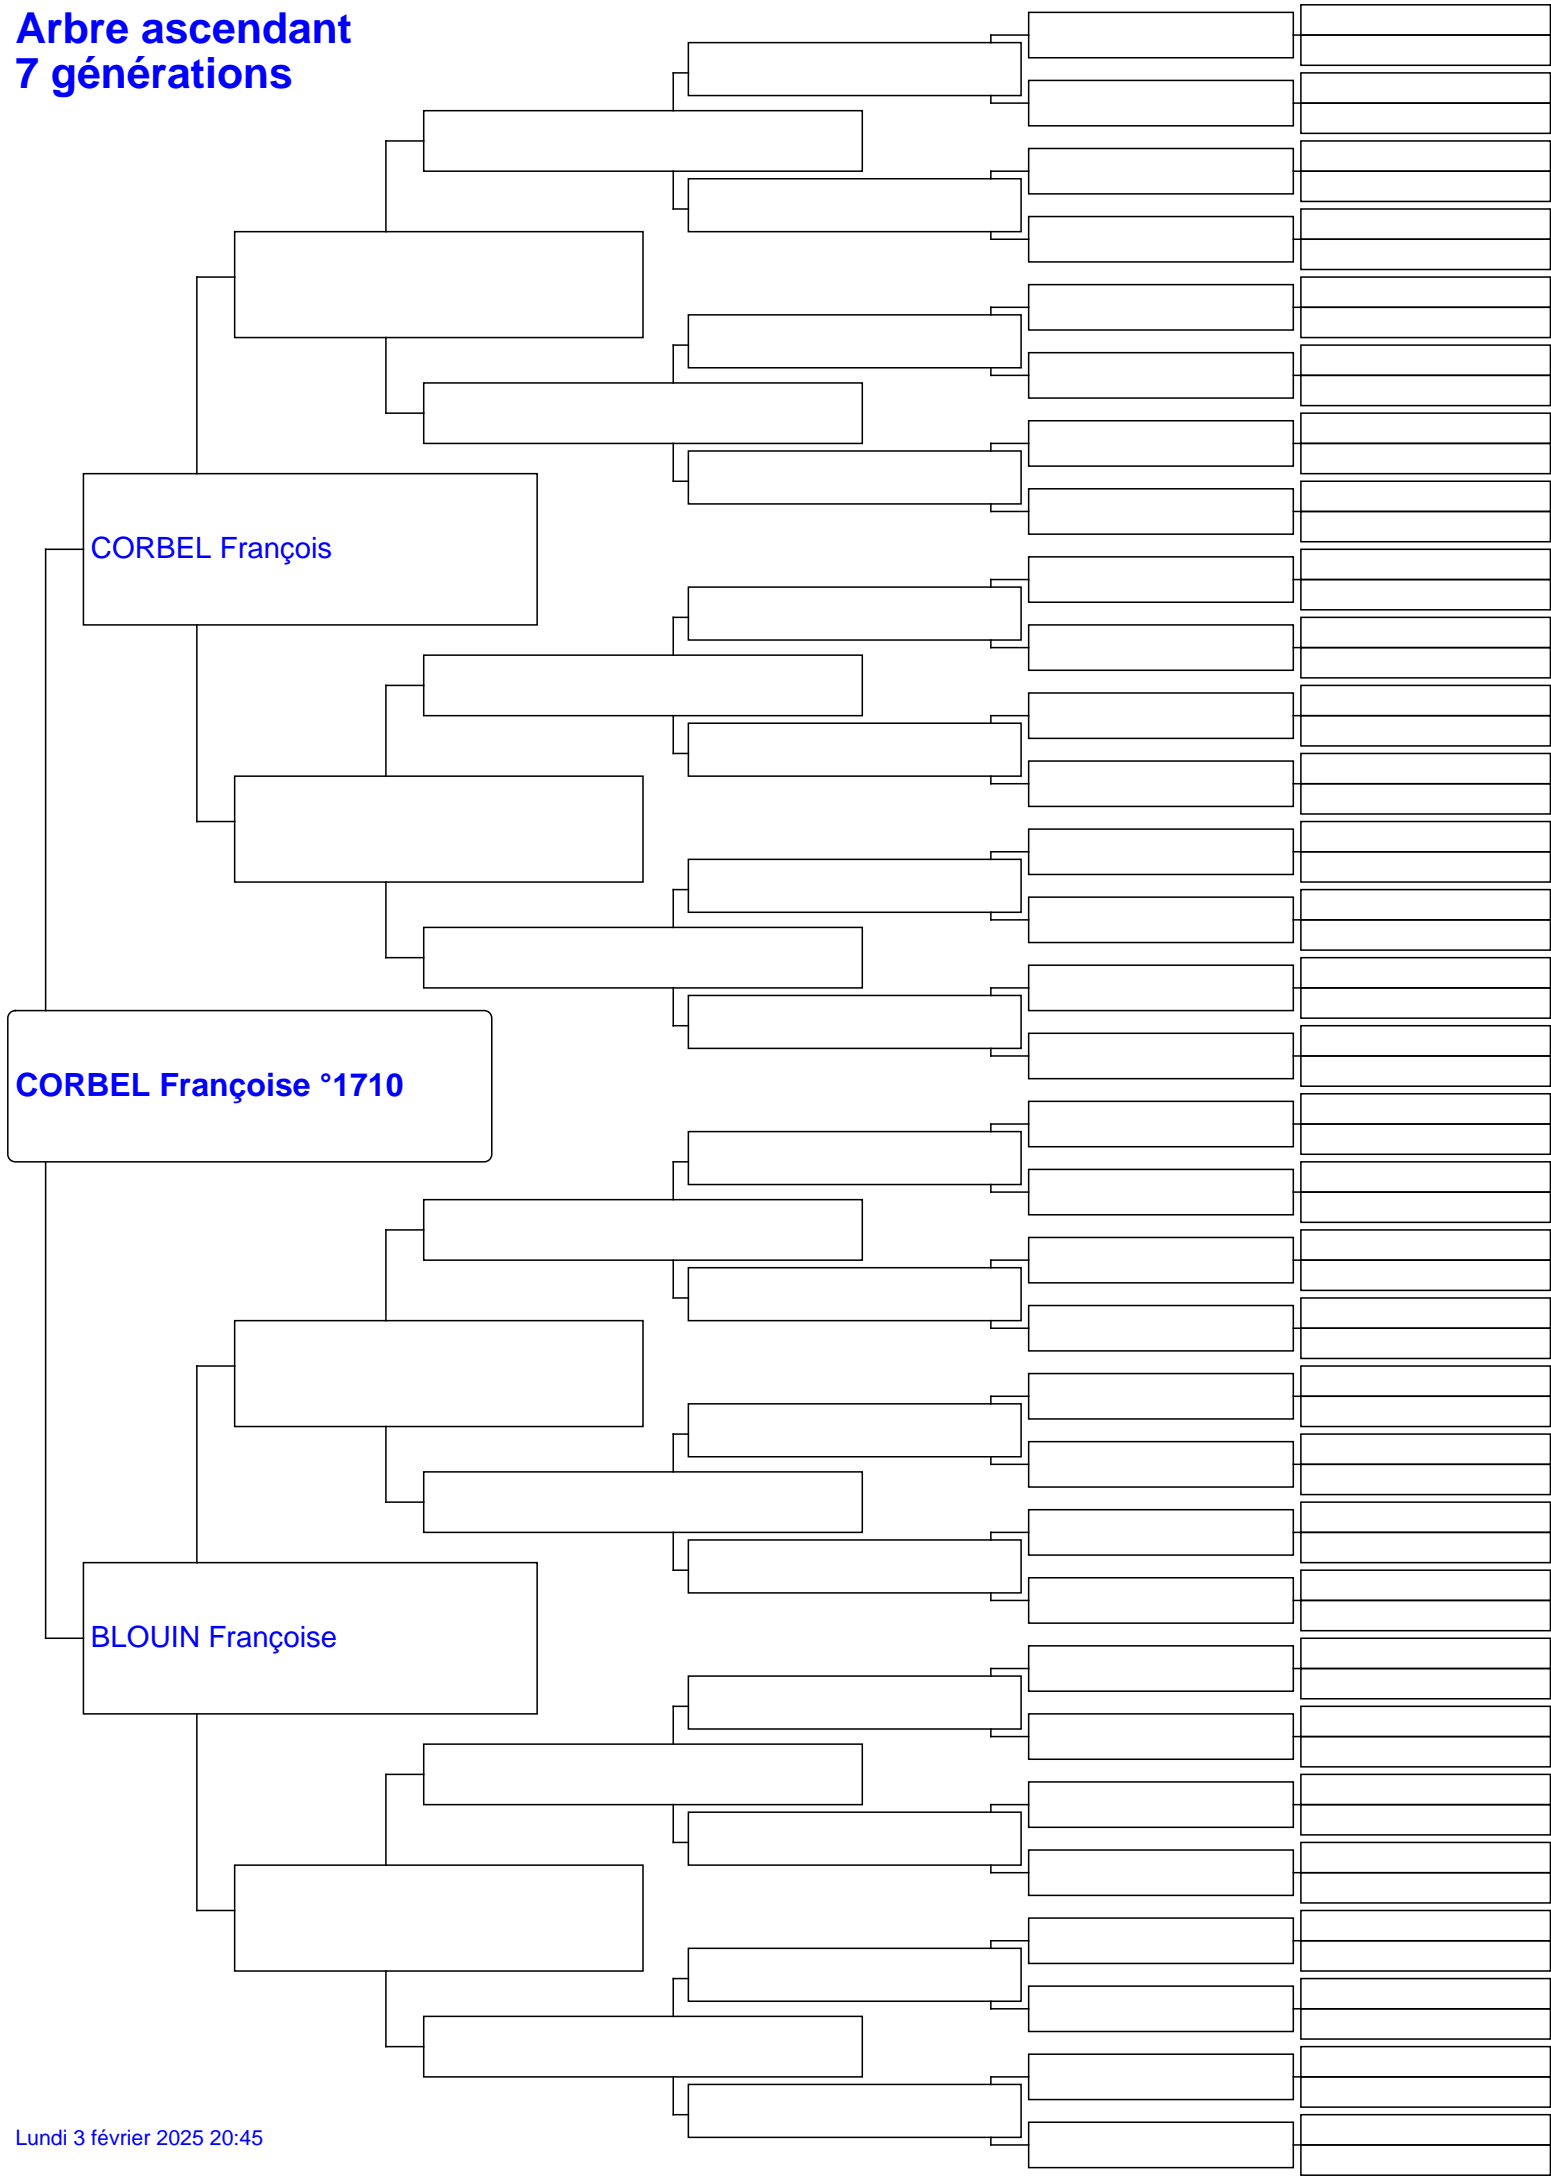 Arbre ascendant
7 générations
CORBEL François
CORBEL Françoise °1710
BLOUIN Françoise
Lundi 3 février 2025 20:45